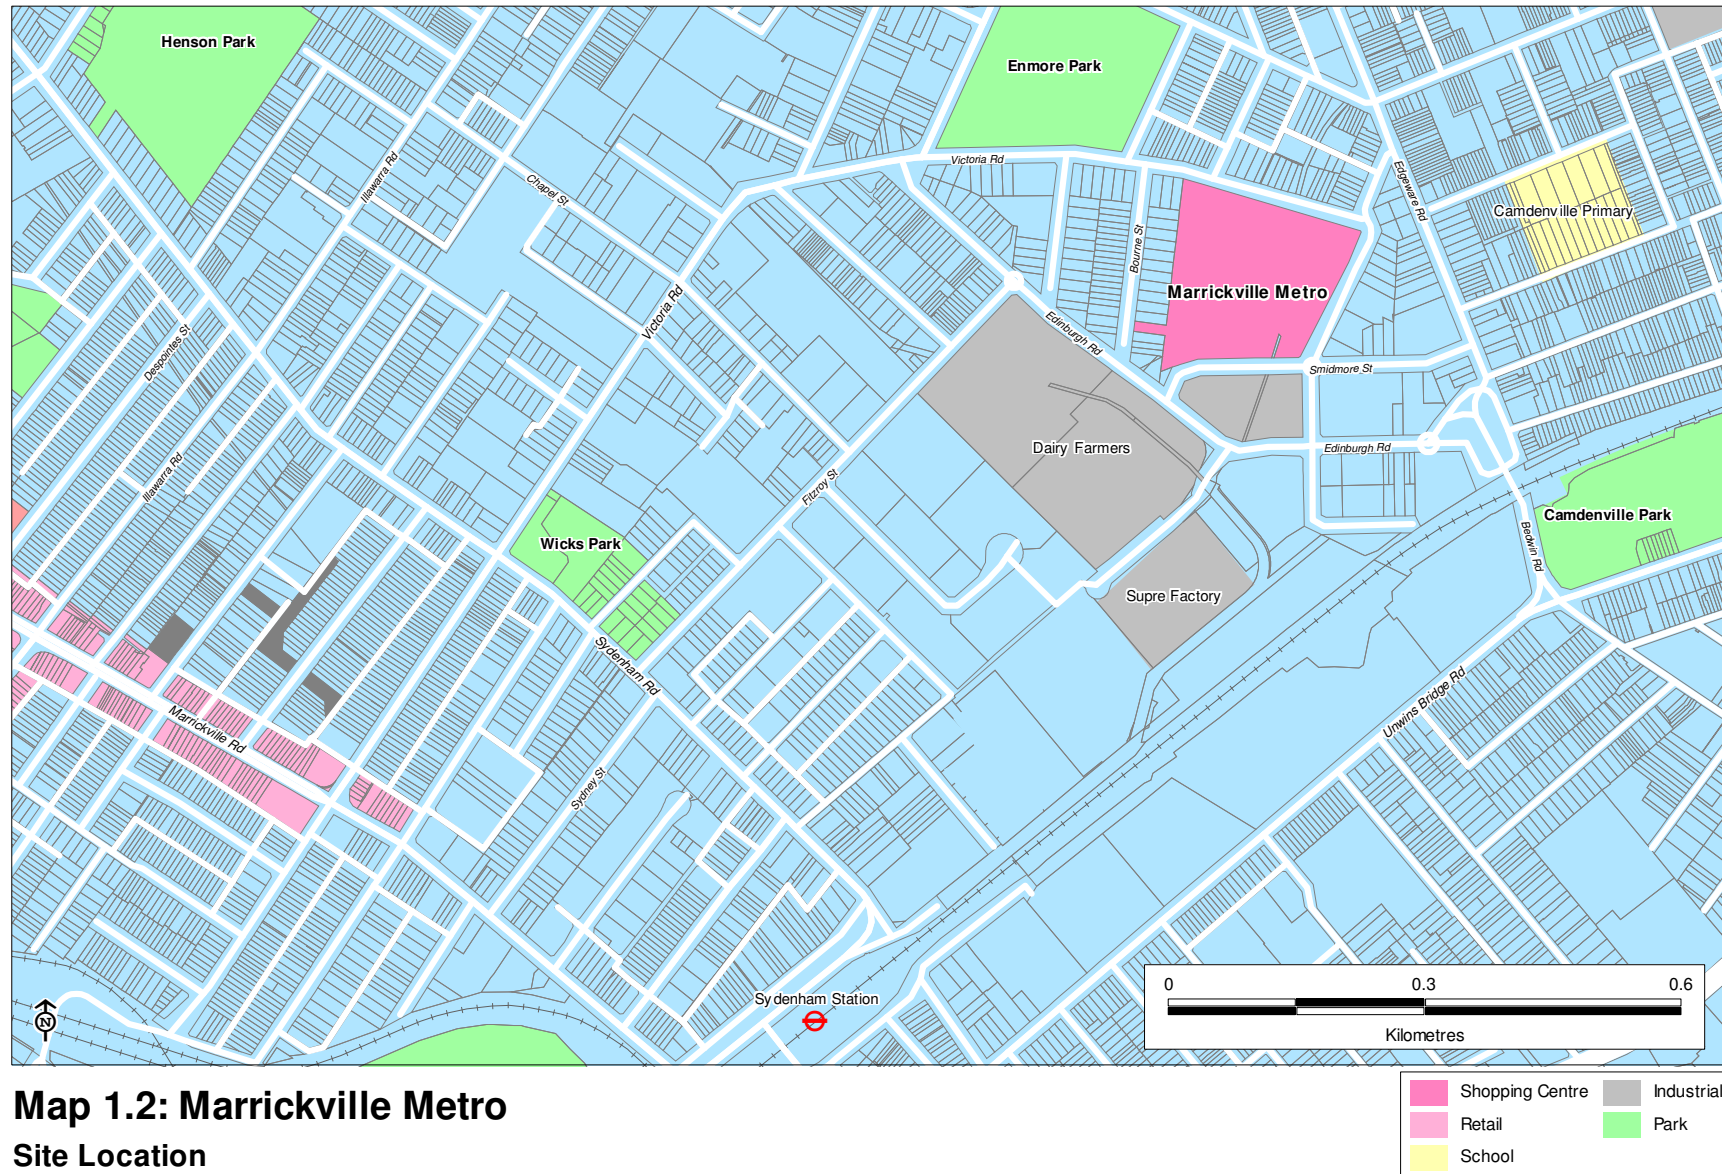 Henson Park
Enmore Park
Victoria Rd
Illawarra Rd
Chapel St
Edgeware Rd
Camdenville Primary
Bourne St
Marrickville Metro
Victoria Rd
Edinburgh Rd
Despointes St
Smidmore St
Dairy Farmers
Edinburgh Rd
Illawarra Rd
Fitzroy St
Camdenville Park
Wicks Park
Bedwin Rd
Supre Factory
Sydenham Rd
Marrickville Rd
Unwins Bridge Rd
Sydney St
Sydenham Station
N
0 0.3 0.6
Kilometres
Map 1.2: Marrickville Metro
Site Location
Shopping Centre Industrial
Retail Park
School